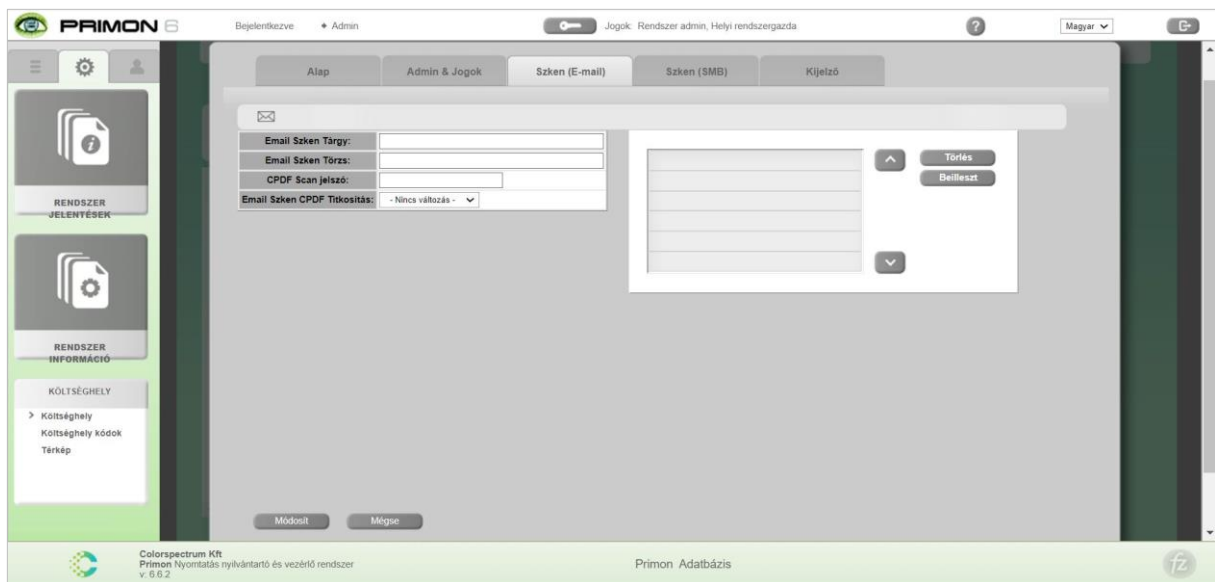 PRIMON 6
Bejelentkezve
Admin
Jogok: Rendszer admin, Helyi rendszergazda
?
Magyar
Alap
Admin & Jogok
Szken (E-mail)
Szken (SMB)
Kijelző
Email Szken Tárgy:
Email Szken Törzs:
CPDF Scan jelszó:
Email Szken CPDF Titkosítás:
- Nincs változás -
Törlés
Beilleszt
RENDSZER
JELENTÉSEK
RENDSZER
INFORMÁCIÓ
KÖLTSÉGHELY
> Költséghely
Költséghely kódok
Térkép
Módosít
Mégse
Colorspectrum Kft
Primon Nyomtatás nyilvántartó és vezérlő rendszer
v: 6.6.2
Primon Adatbázis
fz